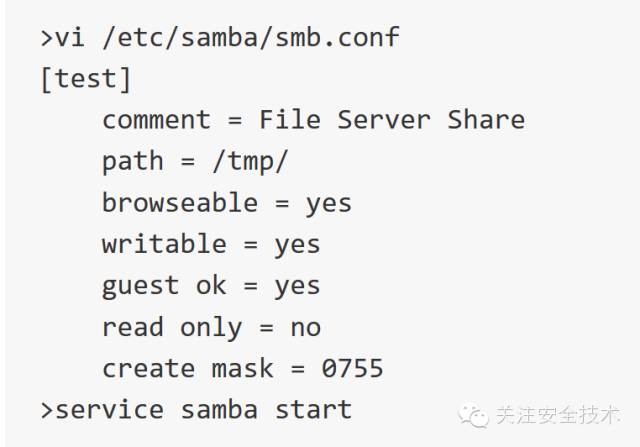 >vi /etc/samba/smb.conf
[test]
    comment = File Server Share
    path = /tmp/
    browseable = yes
    writable = yes
    guest ok = yes
    read only = no
    create mask = 0755
>service samba start
关注安全技术